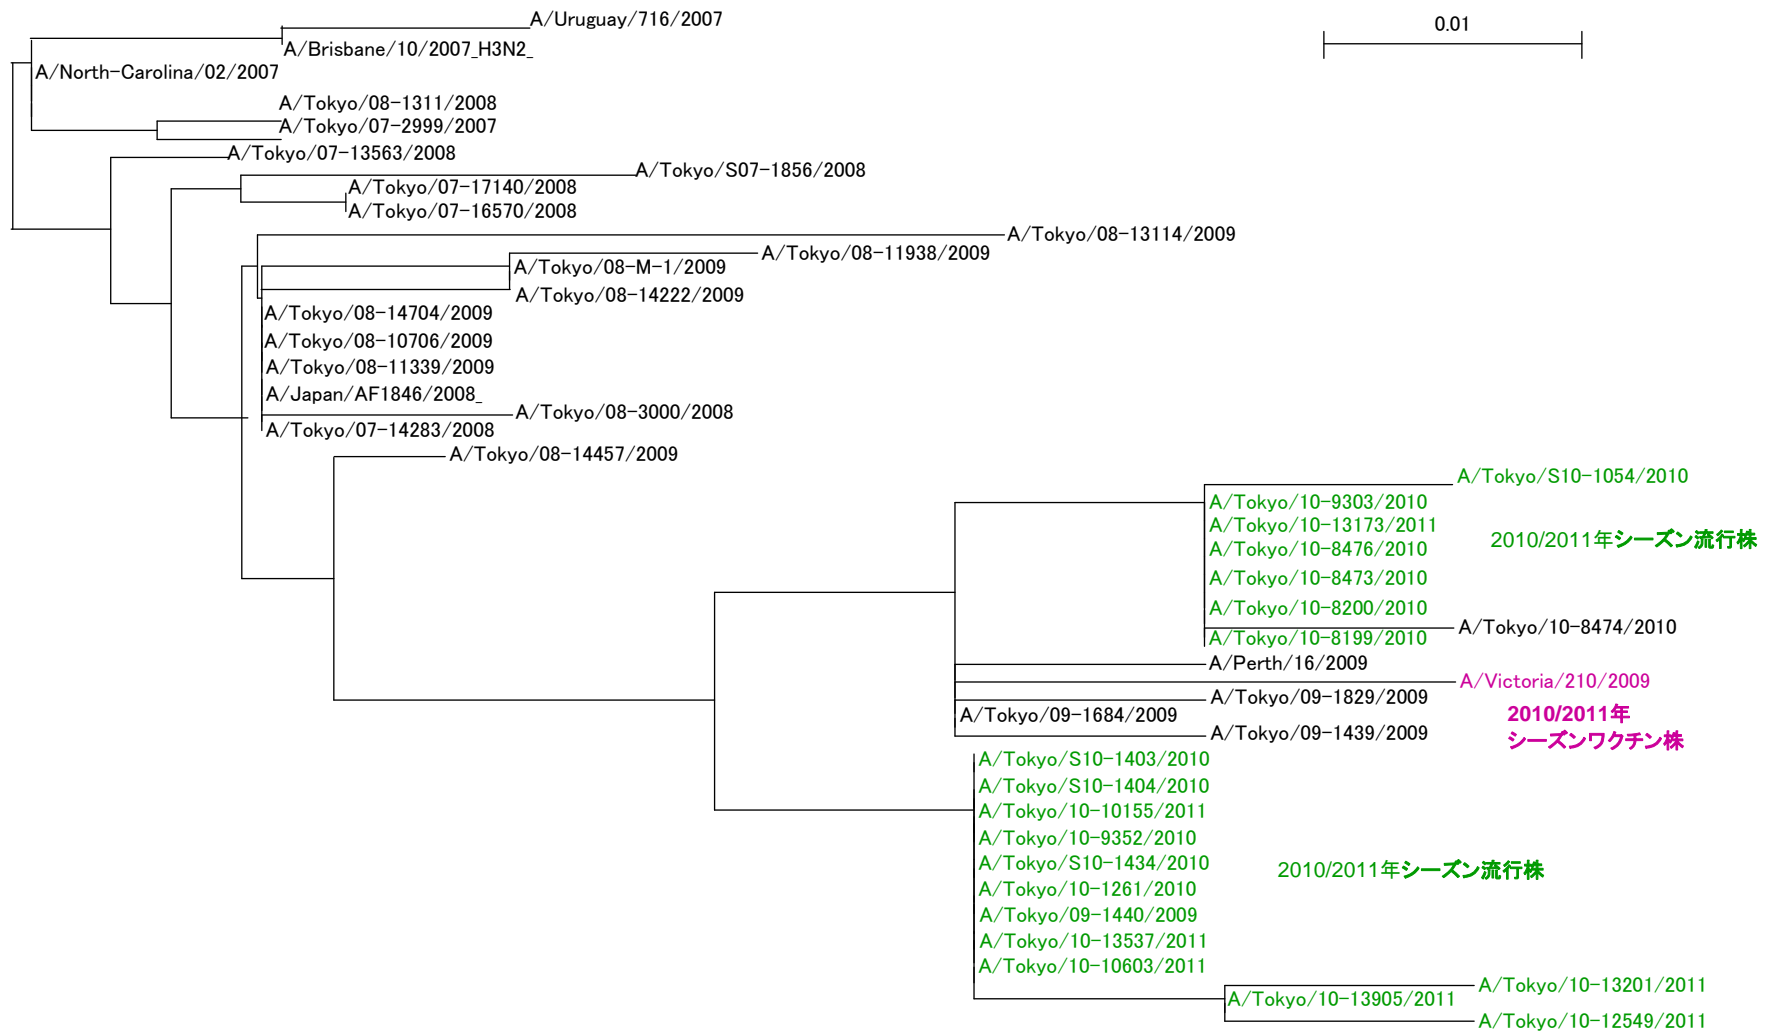 A/Uruguay/716/2007
0.01
A/Brisbane/10/2007_H3N2_
A/North-Carolina/02/2007
A/Tokyo/08-1311/2008
A/Tokyo/07-2999/2007
A/Tokyo/07-13563/2008
A/Tokyo/S07-1856/2008
A/Tokyo/07-17140/2008
A/Tokyo/07-16570/2008
A/Tokyo/08-13114/2009
A/Tokyo/08-11938/2009
A/Tokyo/08-M-1/2009
A/Tokyo/08-14222/2009
A/Tokyo/08-14704/2009
A/Tokyo/08-10706/2009
A/Tokyo/08-11339/2009
A/Japan/AF1846/2008_
A/Tokyo/08-3000/2008
A/Tokyo/07-14283/2008
A/Tokyo/08-14457/2009
A/Tokyo/S10-1054/2010
A/Tokyo/10-9303/2010
A/Tokyo/10-13173/2011
2010/2011年シーズン流行株
A/Tokyo/10-8476/2010
A/Tokyo/10-8473/2010
A/Tokyo/10-8200/2010
A/Tokyo/10-8474/2010
A/Tokyo/10-8199/2010
A/Perth/16/2009
A/Victoria/210/2009
A/Tokyo/09-1829/2009
A/Tokyo/09-1684/2009
2010/2011年
シーズンワクチン株
A/Tokyo/09-1439/2009
A/Tokyo/S10-1403/2010
A/Tokyo/S10-1404/2010
A/Tokyo/10-10155/2011
A/Tokyo/10-9352/2010
A/Tokyo/S10-1434/2010
2010/2011年シーズン流行株
A/Tokyo/10-1261/2010
A/Tokyo/09-1440/2009
A/Tokyo/10-13537/2011
A/Tokyo/10-10603/2011
A/Tokyo/10-13201/2011
A/Tokyo/10-13905/2011
A/Tokyo/10-12549/2011